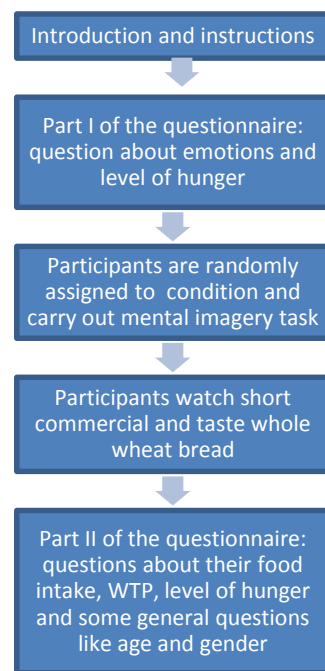 Introduction and instructions
Part I of the questionnaire:
question about emotions and
level of hunger
Participants are randomly
assigned to condition and
carry out mental imagery task
Participants watch short
commercial and taste whole
wheat bread
Part II of the questionnaire:
questions about their food
intake, WTP, level of hunger
and some general questions
like age and gender